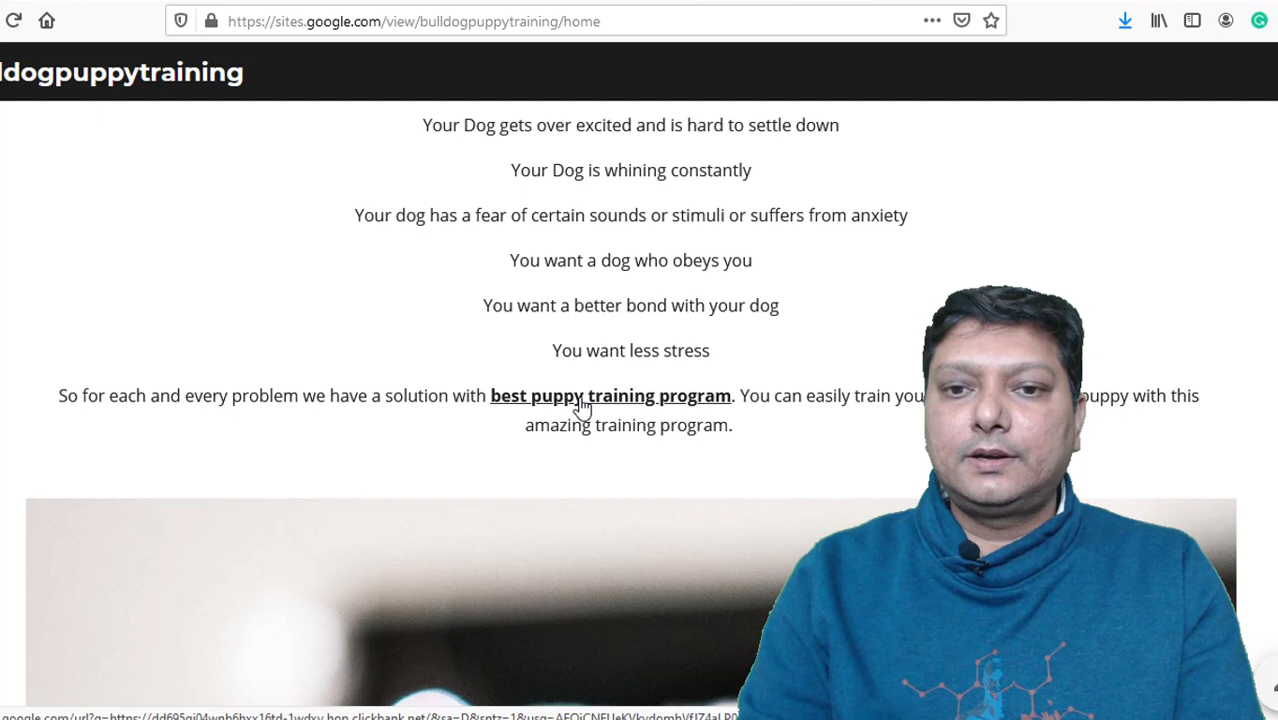 https://sites.google.com/view/bulldogpuppytraining/home
ldogpuppytraining
Your Dog gets over excited and is hard to settle down
Your Dog is whining constantly
Your dog has a fear of certain sounds or stimuli or suffers from anxiety
You want a dog who obeys you
You want a better bond with your dog
You want less stress
So for each and every problem we have a solution with best puppy training program. You can easily train you puppy with this
amazing training program.